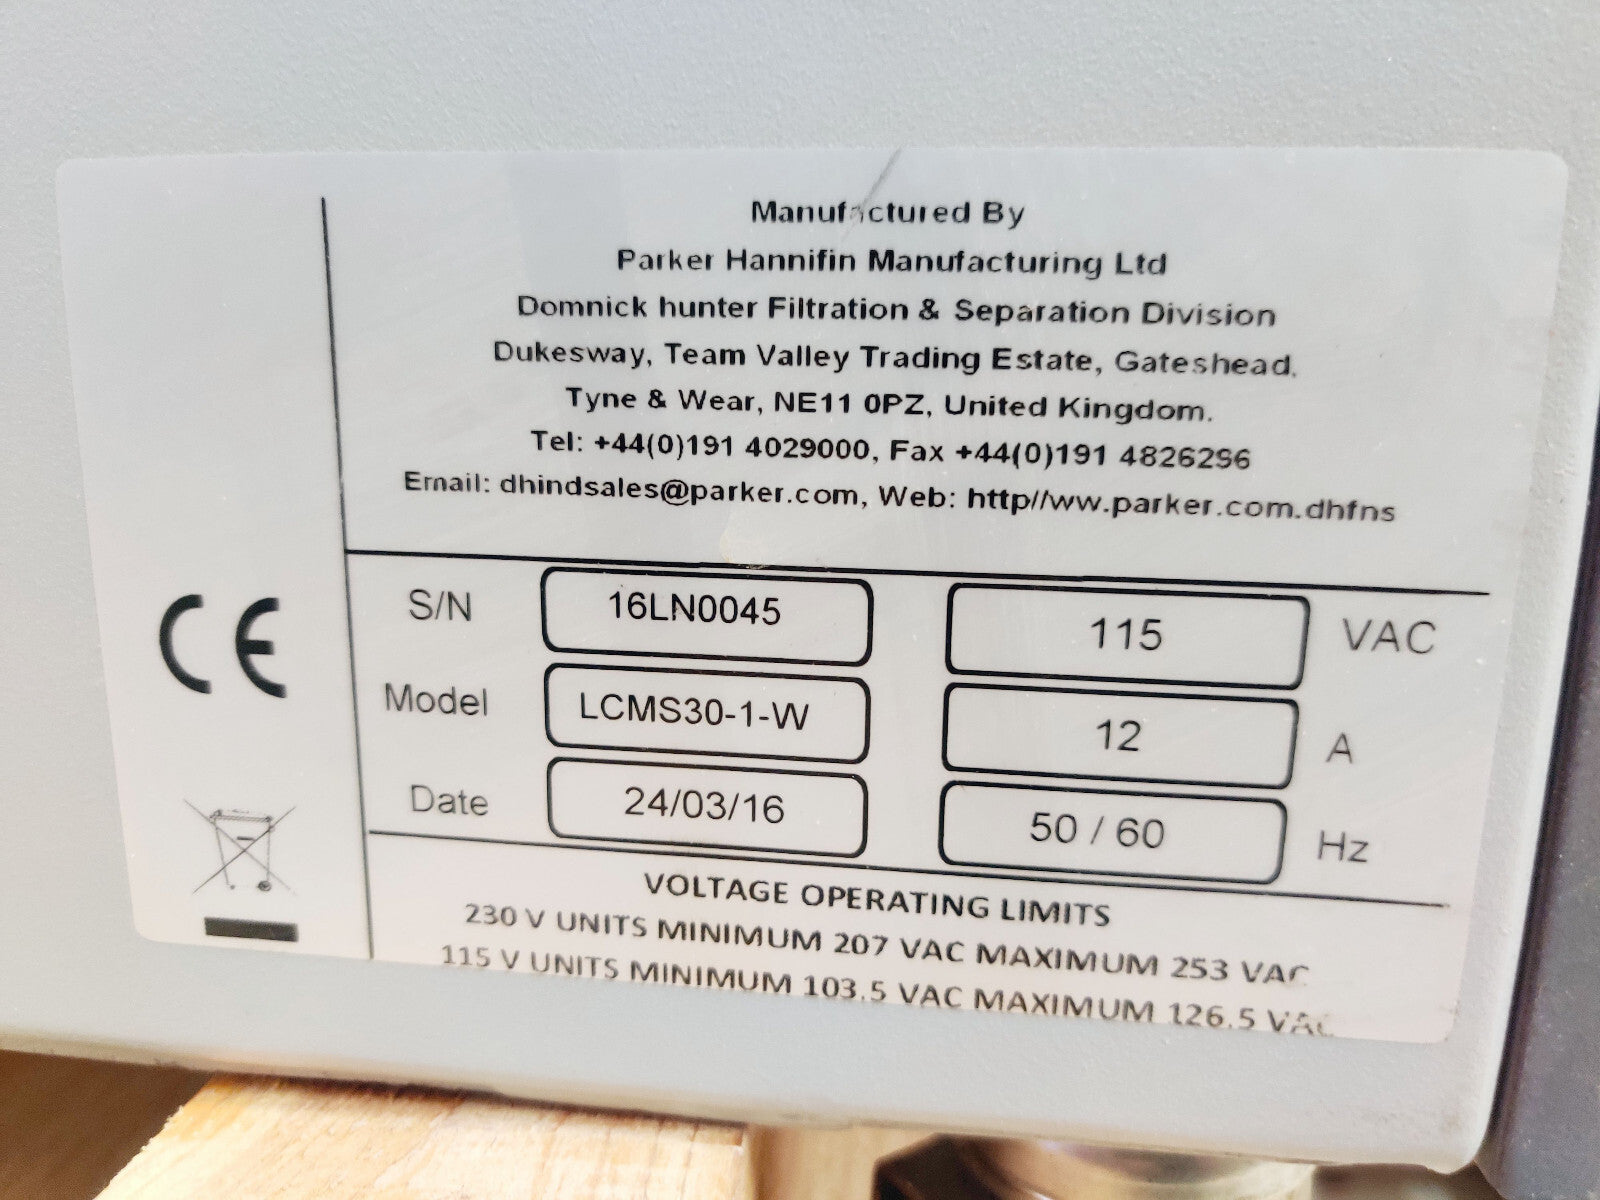 Manufactured By
Parker Hannifin Manufacturing Ltd
Domnick hunter Filtration & Separation Division
Dukesway, Team Valley Trading Estate, Gateshead,
Tyne & Wear, NE11 0PZ, United Kingdom.
Tel: +44(0)191 4029000, Fax +44(0)191 4826296
Email: dhindsales@parker.com, Web: http//ww.parker.com.dhfns
CE
S/N 16LN0045 115 VAC
Model LCMS30-1-W 12 A
Date 24/03/16 50 / 60 Hz
VOLTAGE OPERATING LIMITS
230 V UNITS MINIMUM 207 VAC MAXIMUM 253 VAC
115 V UNITS MINIMUM 103.5 VAC MAXIMUM 126.5 VAC